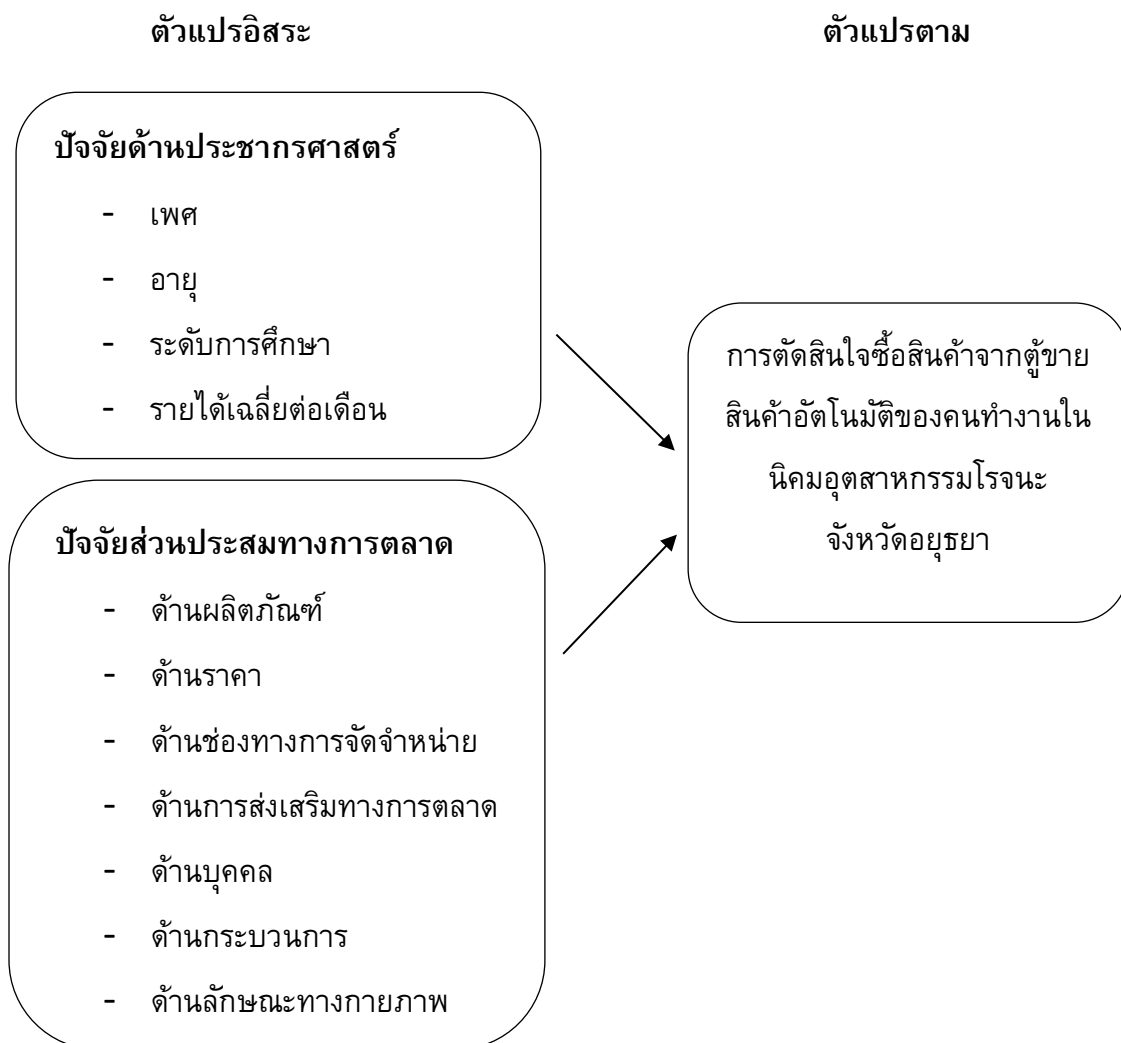 ตัวแปรอิสระ
ตัวแปรตาม
ปัจจัยด้านประชากรศาสตร์
- เพศ
- อายุ
- ระดับการศึกษา
- รายได้เฉลี่ยต่อเดือน
ปัจจัยส่วนประสมทางการตลาด
- ด้านผลิตภัณฑ์
- ด้านราคา
- ด้านช่องทางการจัดจำหน่าย
- ด้านการส่งเสริมทางการตลาด
- ด้านบุคคล
- ด้านกระบวนการ
- ด้านลักษณะทางกายภาพ
การตัดสินใจซื้อสินค้าจากตู้ขาย
สินค้าอัตโนมัติของคนทำงานใน
นิคมอุตสาหกรรมโรจนะ
จังหวัดอยุธยา